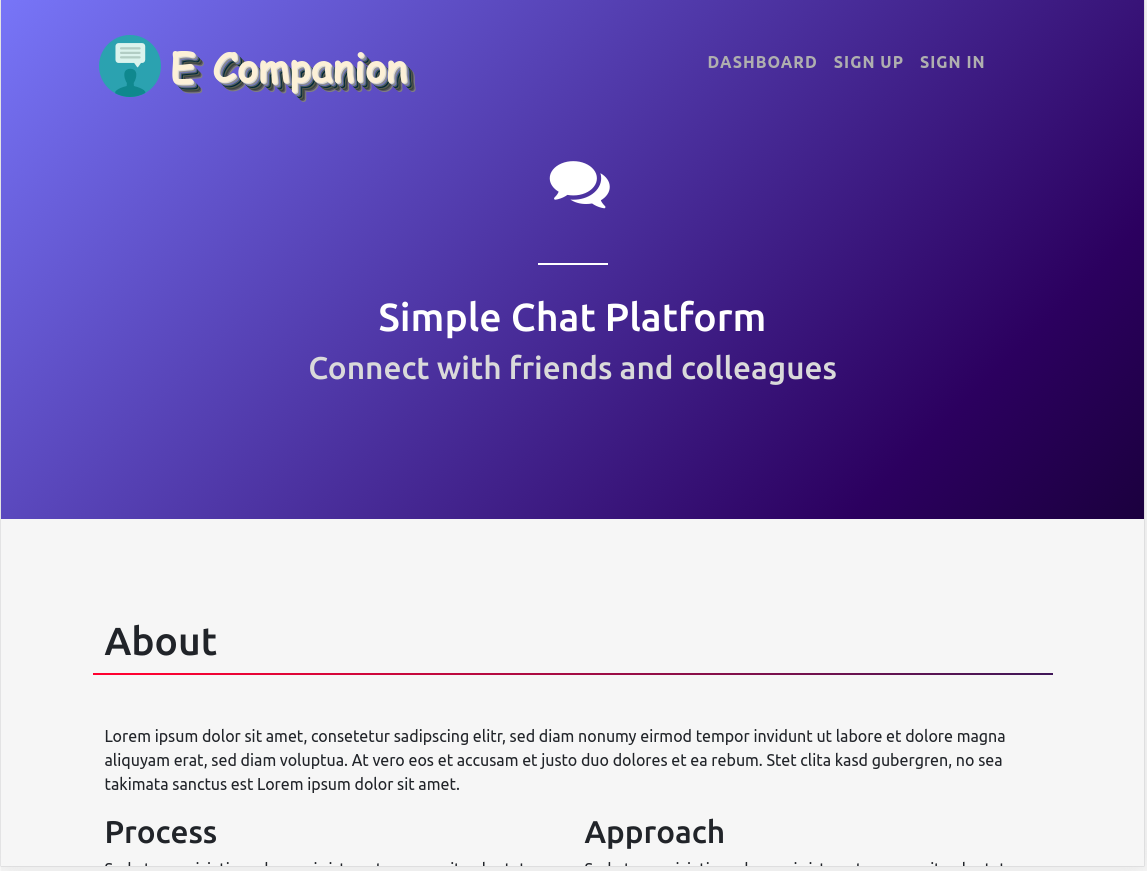 E Companion
DASHBOARD SIGN UP SIGN IN
Simple Chat Platform
Connect with friends and colleagues
About
Lorem ipsum dolor sit amet, consetetur sadipscing elitr, sed diam nonumy eirmod tempor invidunt ut labore et dolore magna
aliquyam erat, sed diam voluptua. At vero eos et accusam et justo duo dolores et ea rebum. Stet clita kasd gubergren, no sea
takimata sanctus est Lorem ipsum dolor sit amet.
Process
Approach